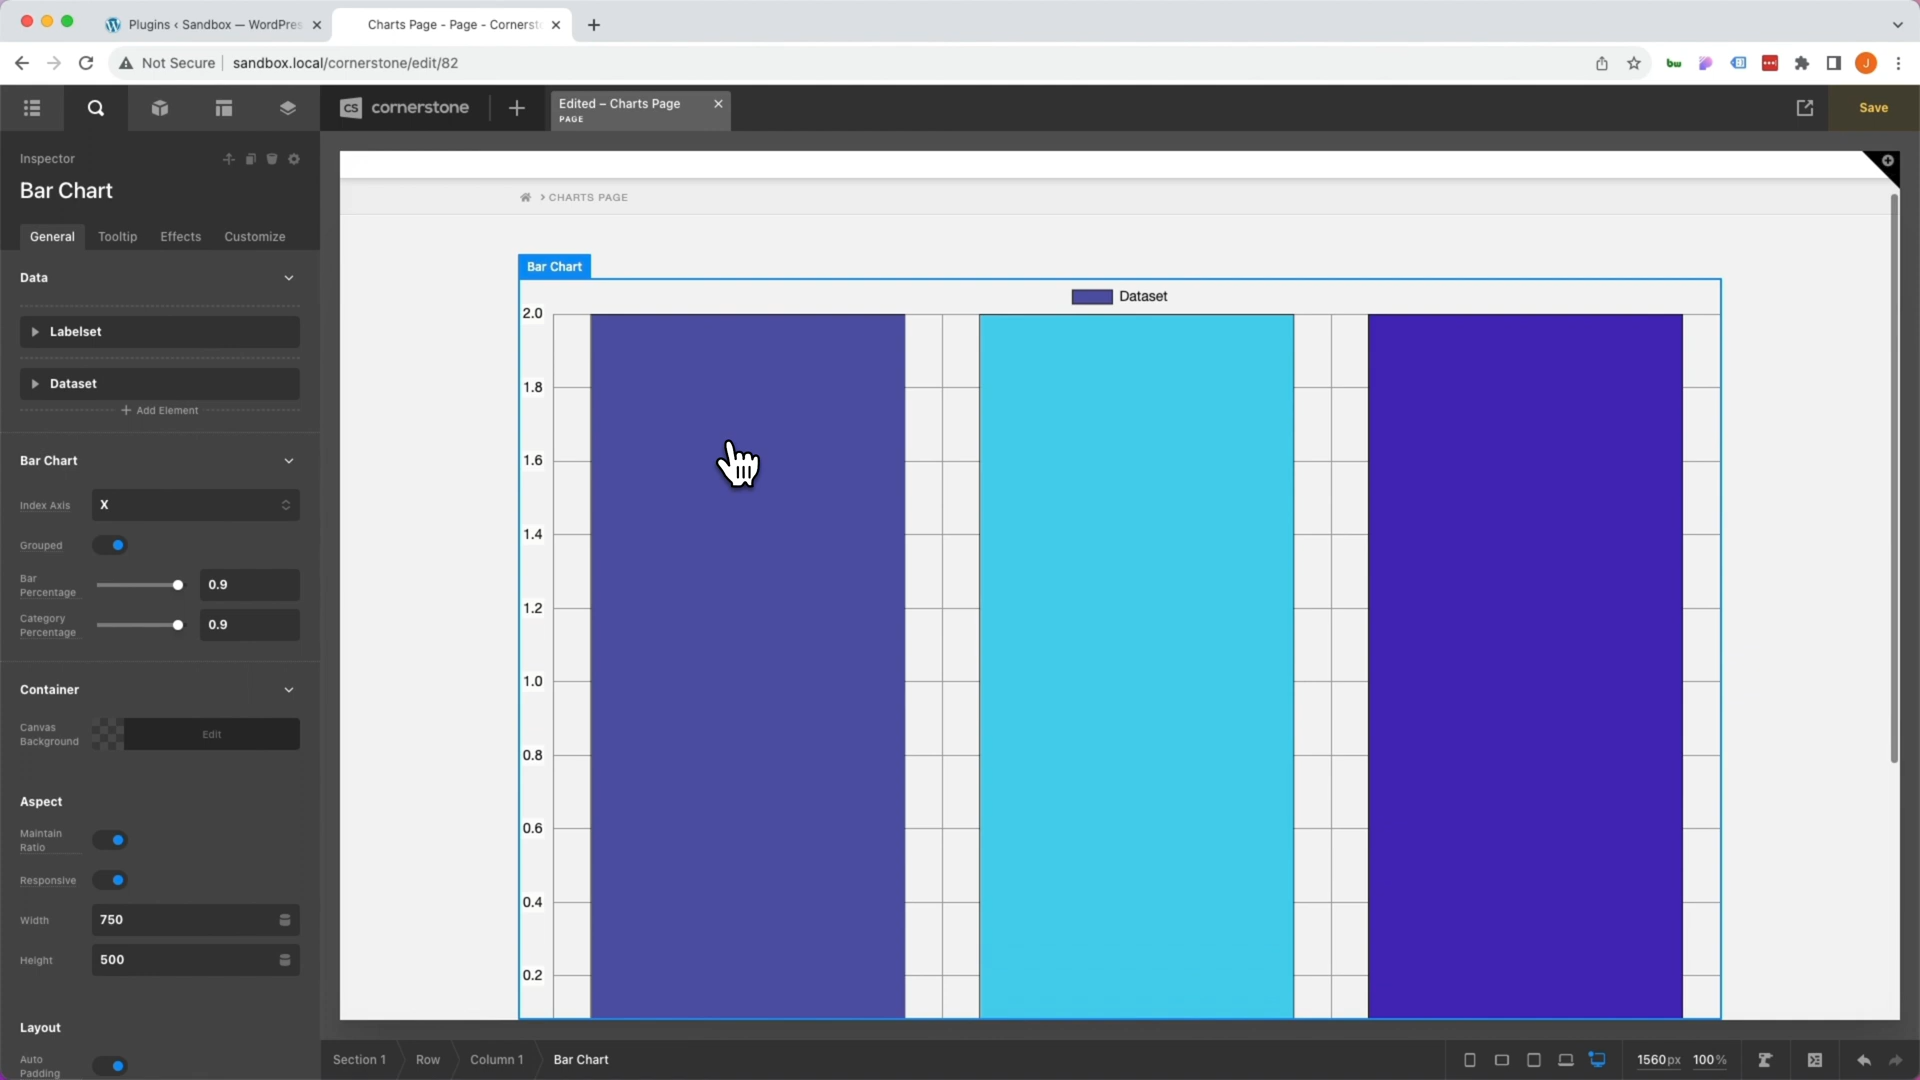 Plugins ‹ Sandbox — WordPres
Charts Page - Page - Cornerst
Not Secure
sandbox.local/cornerstone/edit/82
bw
J
cs cornerstone
Edited – Charts Page
PAGE
Save
Inspector
Bar Chart
General
Tooltip
Effects
Customize
Data
Labelset
Dataset
Add Element
Bar Chart
Index Axis
X
Grouped
Bar
Percentage
0.9
Category
Percentage
0.9
Container
Canvas
Background
Edit
Aspect
Maintain
Ratio
Responsive
Width
750
Height
500
Layout
Auto
Padding
CHARTS PAGE
Bar Chart
Dataset
2.0
1.8
1.6
1.4
1.2
1.0
0.8
0.6
0.4
0.2
Section 1
Row
Column 1
Bar Chart
1560px
100%